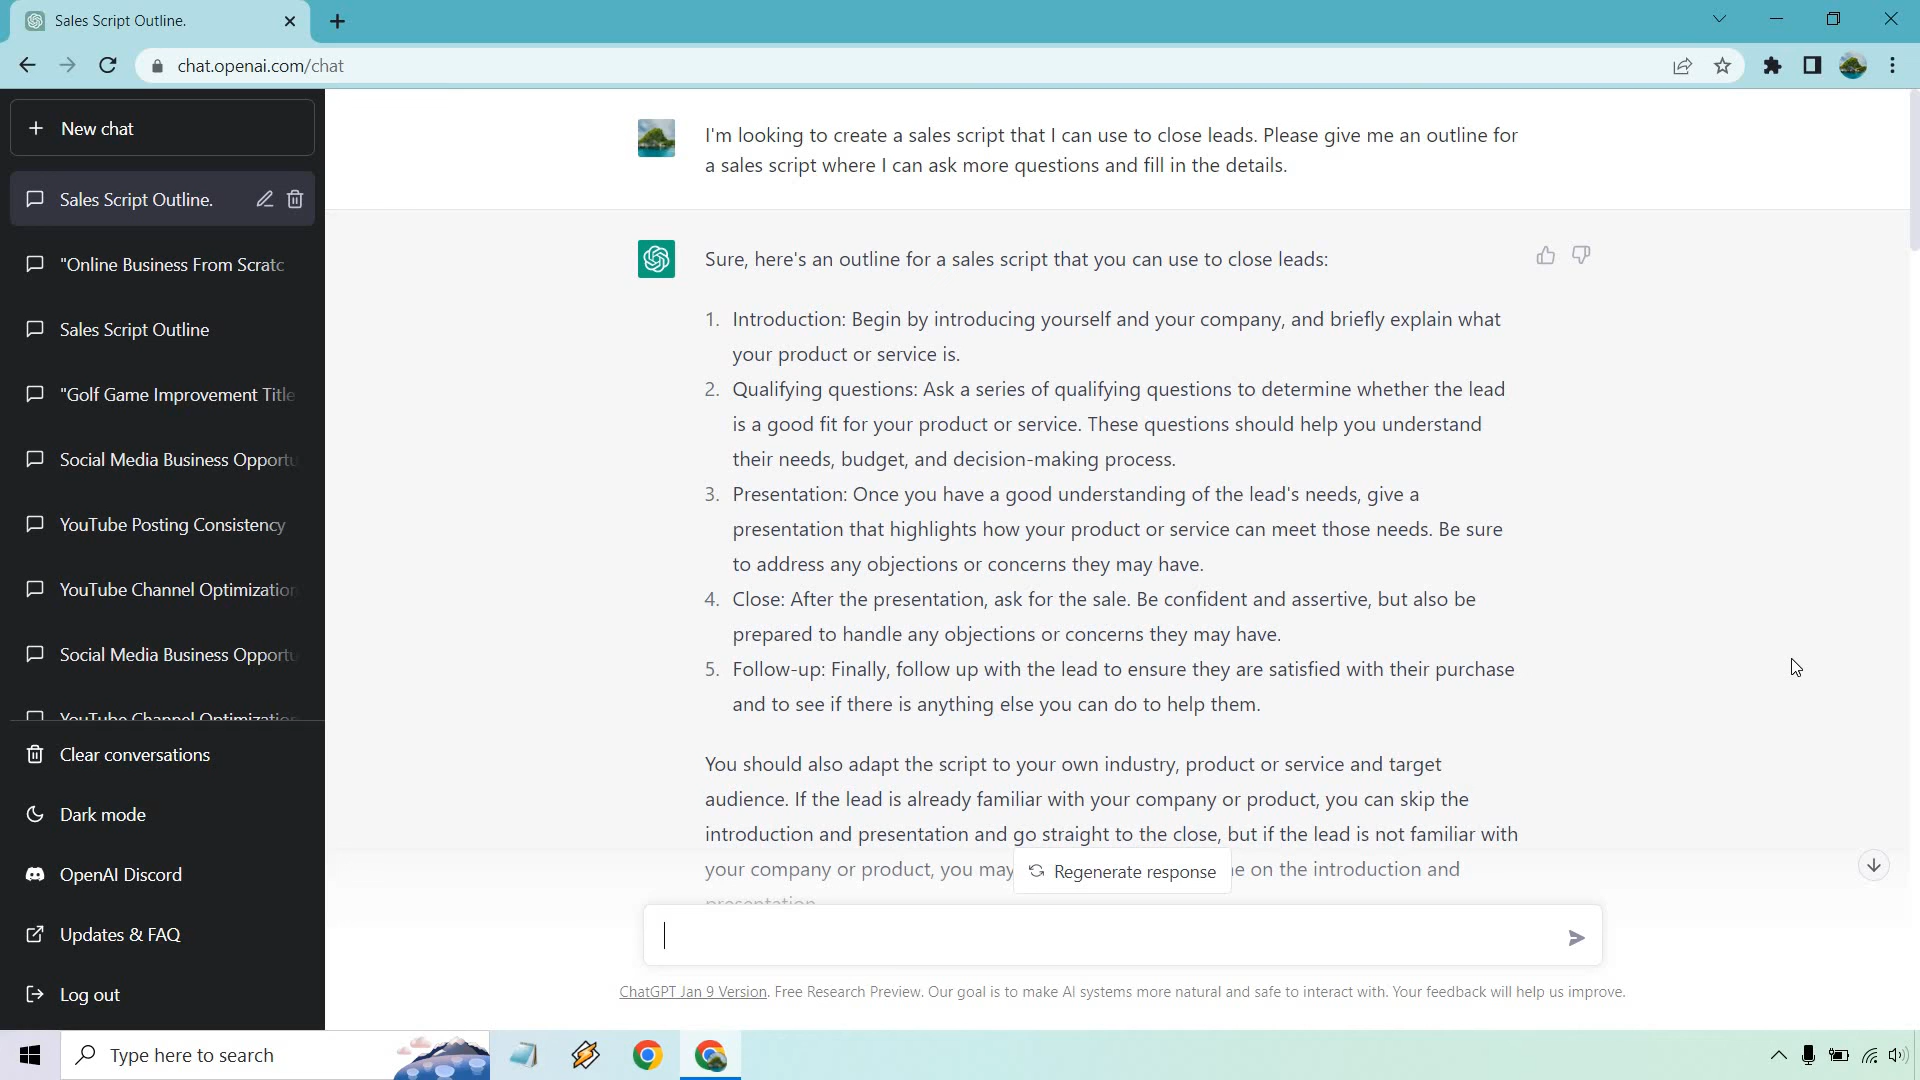 Sales Script Outline.
chat.openai.com/chat
New chat
Sales Script Outline.
"Online Business From Scratc
Sales Script Outline
"Golf Game Improvement Title
Social Media Business Opportu
YouTube Posting Consistency
YouTube Channel Optimization
Social Media Business Opportu
YouTube Channel Optimization
Clear conversations
Dark mode
OpenAI Discord
Updates & FAQ
Log out
I'm looking to create a sales script that I can use to close leads. Please give me an outline for
a sales script where I can ask more questions and fill in the details.
Sure, here's an outline for a sales script that you can use to close leads:
1. Introduction: Begin by introducing yourself and your company, and briefly explain what
your product or service is.
2. Qualifying questions: Ask a series of qualifying questions to determine whether the lead
is a good fit for your product or service. These questions should help you understand
their needs, budget, and decision-making process.
3. Presentation: Once you have a good understanding of the lead's needs, give a
presentation that highlights how your product or service can meet those needs. Be sure
to address any objections or concerns they may have.
4. Close: After the presentation, ask for the sale. Be confident and assertive, but also be
prepared to handle any objections or concerns they may have.
5. Follow-up: Finally, follow up with the lead to ensure they are satisfied with their purchase
and to see if there is anything else you can do to help them.
You should also adapt the script to your own industry, product or service and target
audience. If the lead is already familiar with your company or product, you can skip the
introduction and presentation and go straight to the close, but if the lead is not familiar with
your company or product, you may on the introduction and
presentation.
Regenerate response
ChatGPT Jan 9 Version. Free Research Preview. Our goal is to make AI systems more natural and safe to interact with. Your feedback will help us improve.
Type here to search